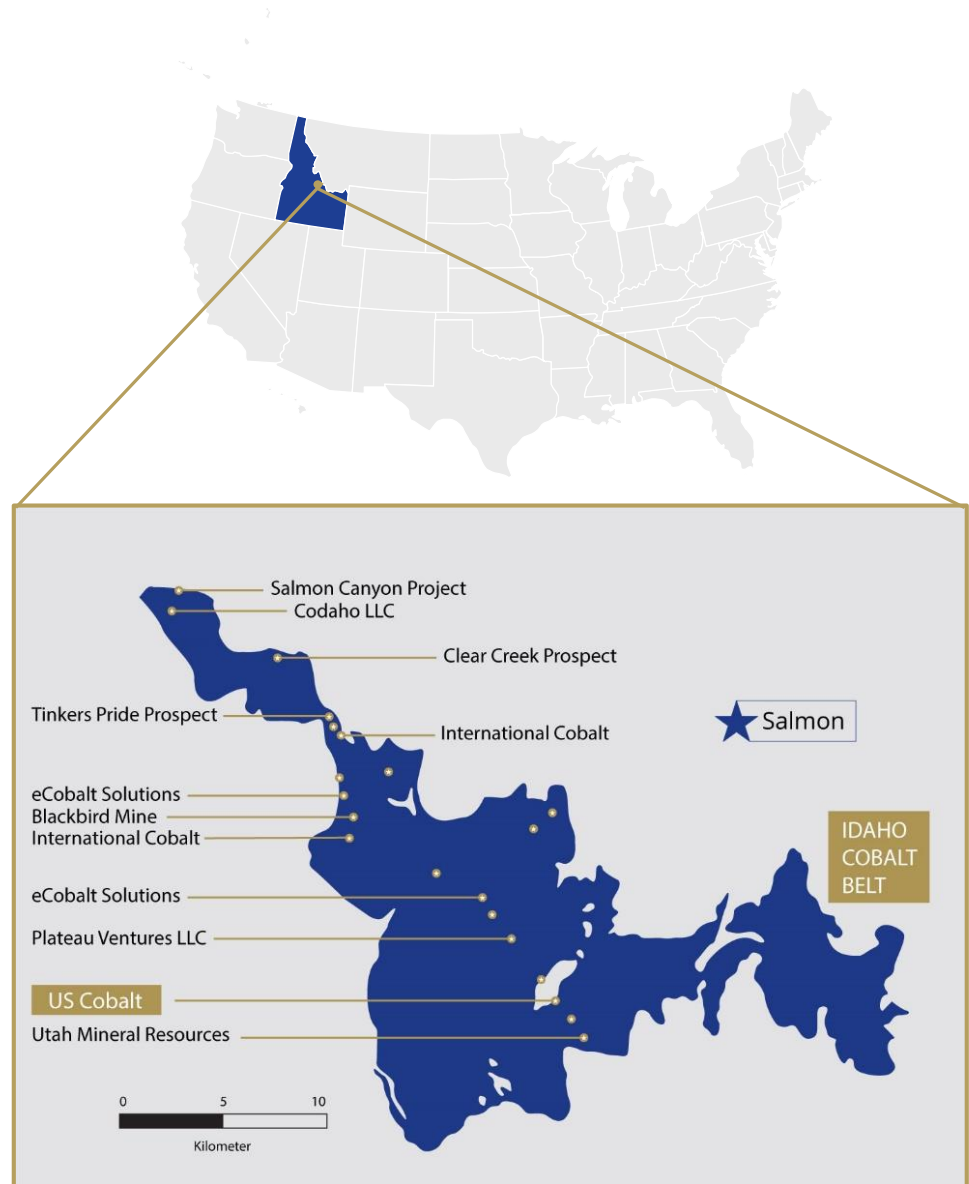 Salmon Canyon Project
Codaho LLC
Clear Creek Prospect
Tinkers Pride Prospect
International Cobalt
Salmon
eCobalt Solutions
Blackbird Mine
International Cobalt
IDAHO
COBALT
BELT
eCobalt Solutions
Plateau Ventures LLC
US Cobalt
Utah Mineral Resources
0 5 10
Kilometer